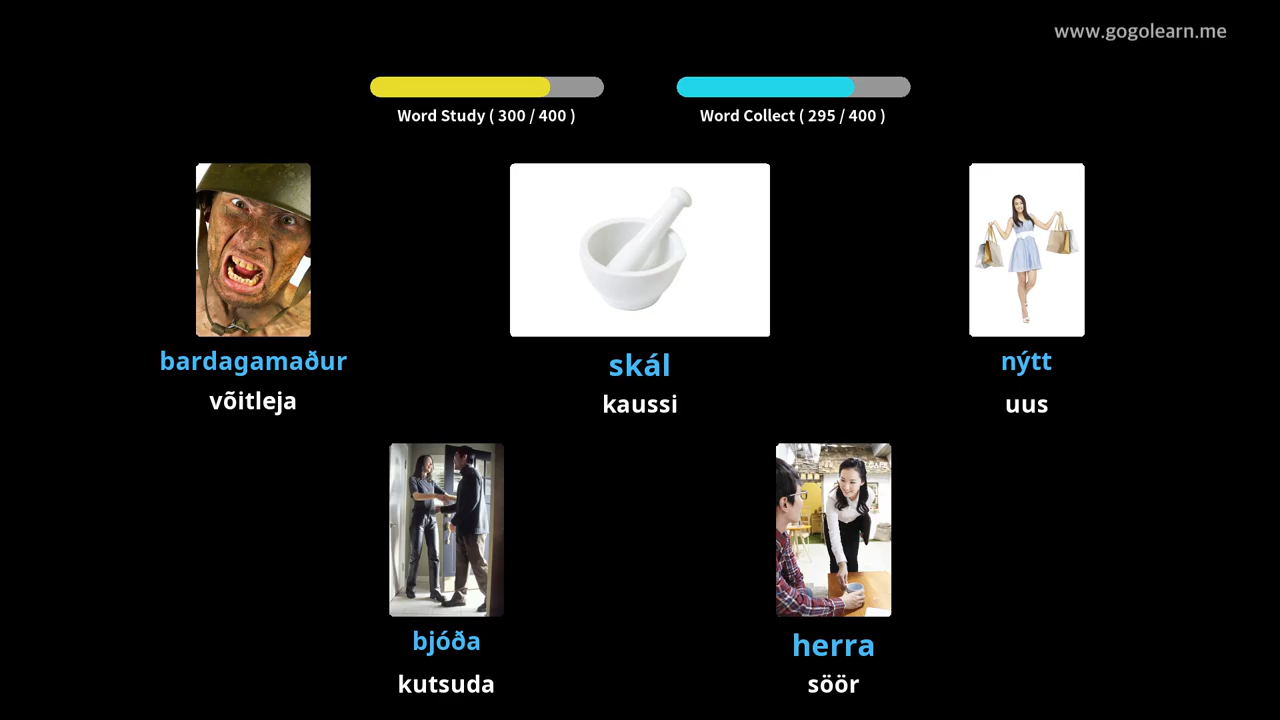 www.gogolearn.me
Word Study ( 300 / 400 )
Word Collect ( 295 / 400 )
bardagamaður
võitleja
skál
kaussi
nýtt
uus
bjóða
kutsuda
herra
söör